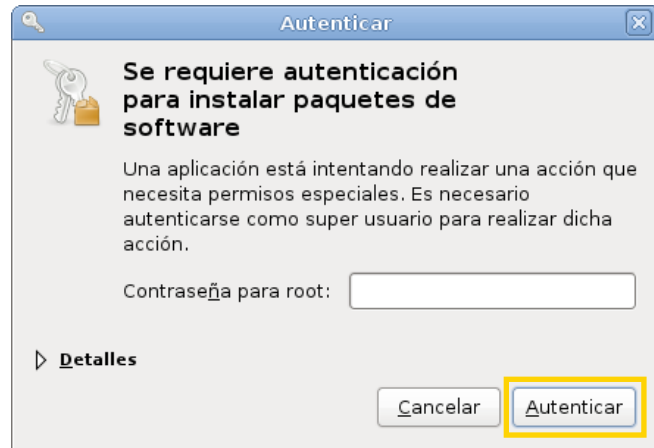 Autenticar
Se requiere autenticación
para instalar paquetes de
software
Una aplicación está intentando realizar una acción que
necesita permisos especiales. Es necesario
autenticarse como super usuario para realizar dicha
acción.
Contraseña para root:
Detalles
Cancelar Autenticar